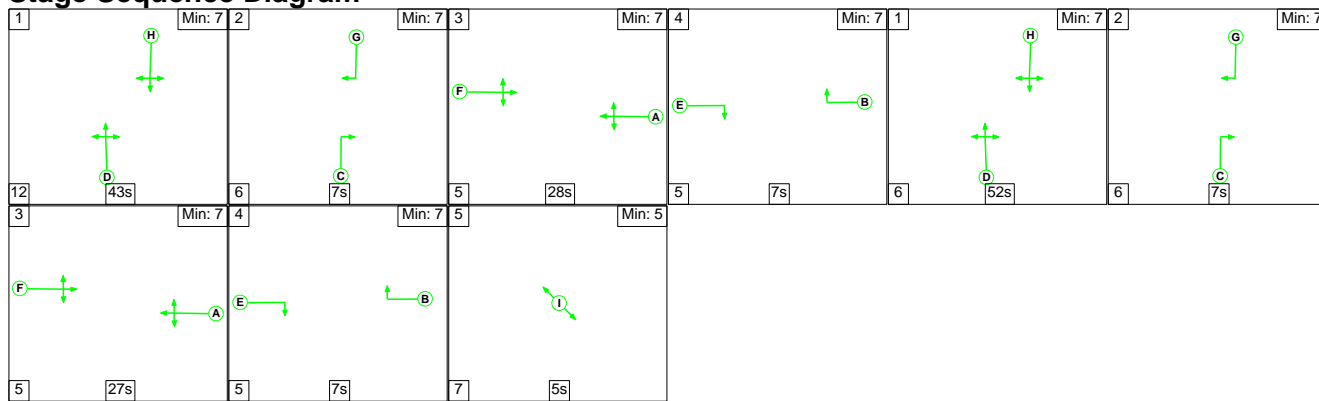 Stage Sequence Diagram
1 Min: 7 2 Min: 7 3 Min: 7 4 Min: 7 1 Min: 7 2 Min: 7
H G H G
F A E B
D C D C
12 43s 6 7s 5 28s 5 7s 6 52s 6 7s
3 Min: 7 4 Min: 7 5 Min: 5
F A E B I
5 27s 5 7s 7 5s